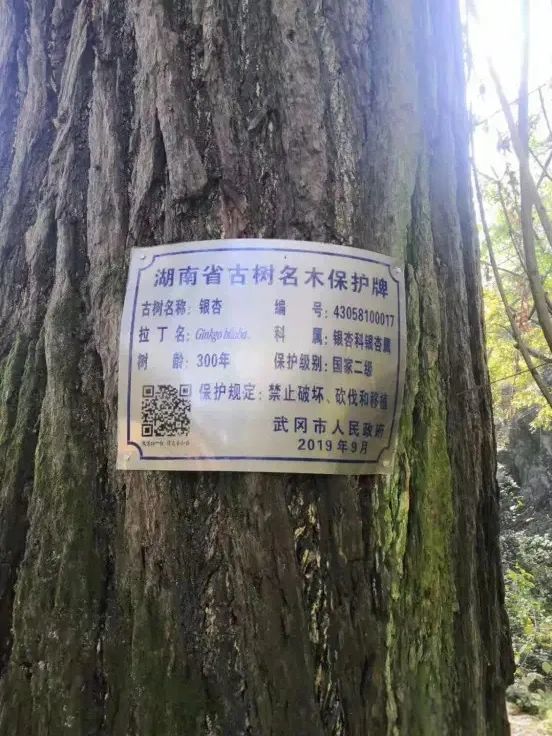 湖南省古树名木保护牌
古树名称：银杏 编 号：43058100017
拉丁名：Ginkgo biloba. 科 属：银杏科银杏属
树 龄：300年 保护级别：国家二级
保护规定：禁止破坏、砍伐和移植
武冈市人民政府
2019年9月